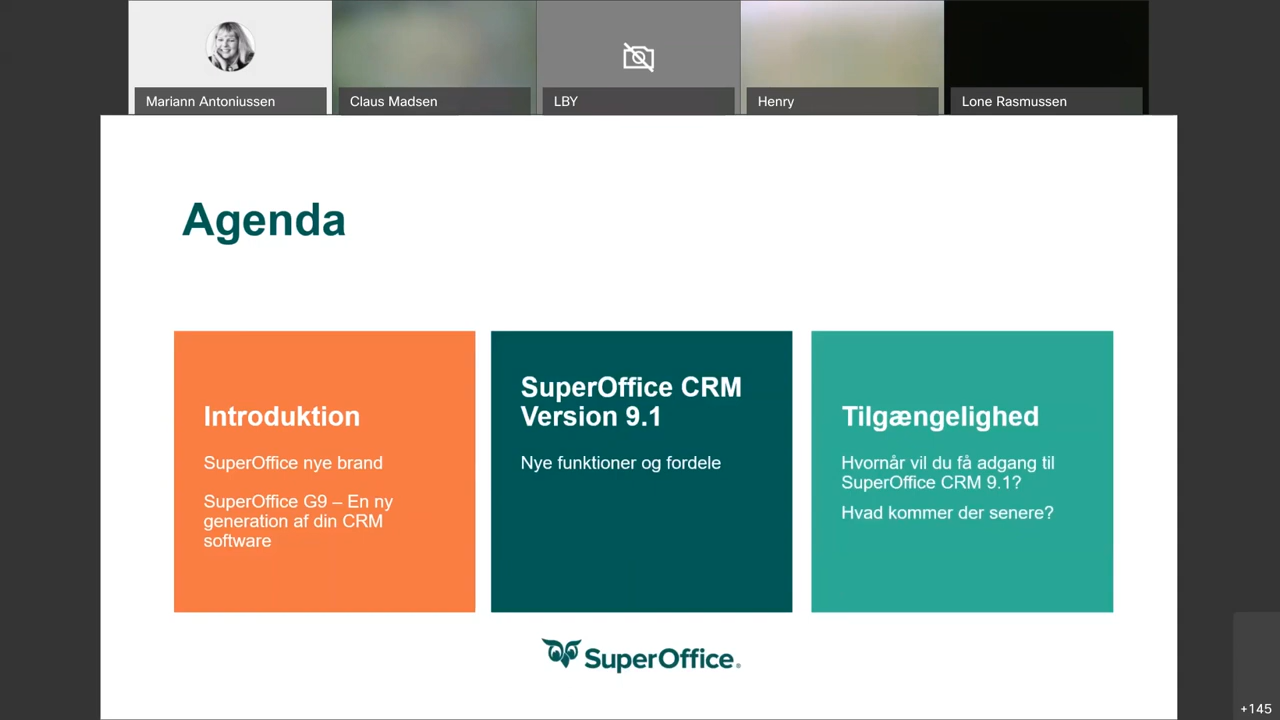 Mariann Antoniussen
Claus Madsen
LBY
Henry
Lone Rasmussen
Agenda
Introduktion
SuperOffice nye brand
SuperOffice G9 – En ny
generation af din CRM
software
SuperOffice CRM
Version 9.1
Nye funktioner og fordele
Tilgængelighed
Hvornår vil du få adgang til
SuperOffice CRM 9.1?
Hvad kommer der senere?
SuperOffice®
+145